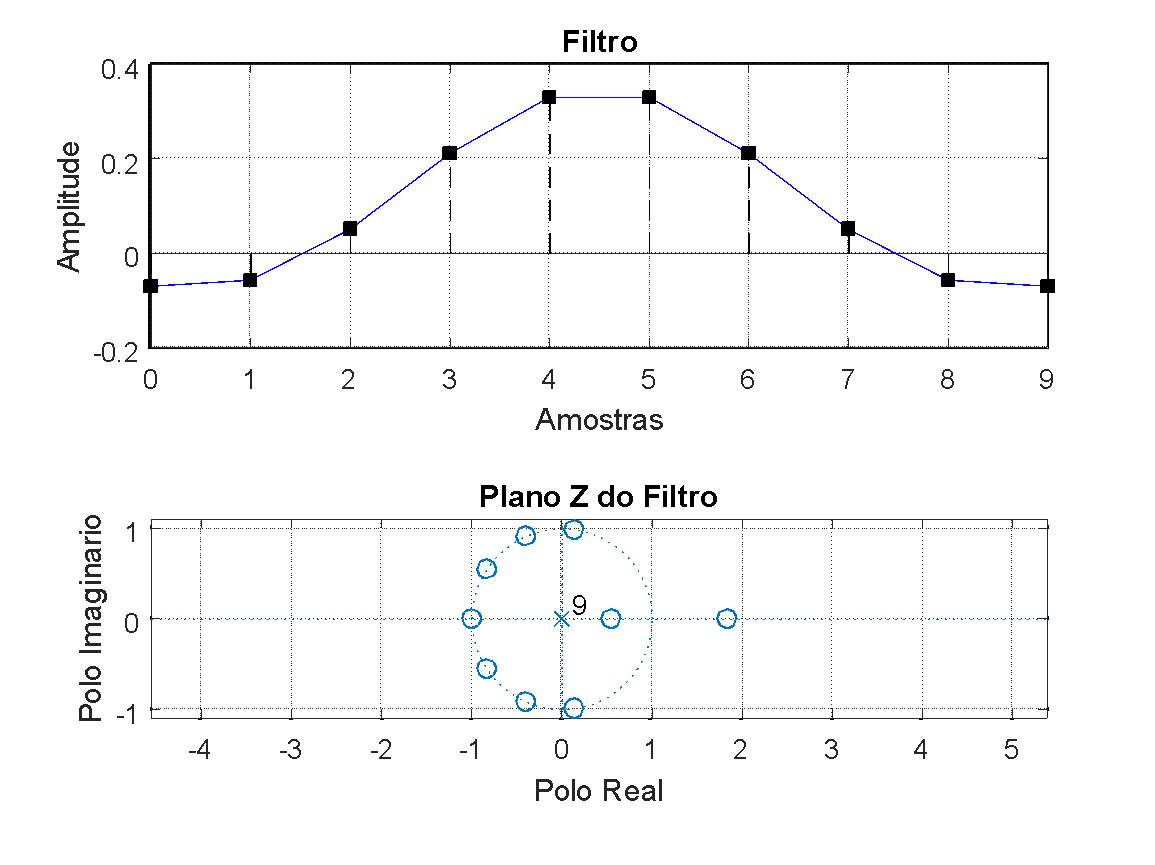 Filtro
0.4
0.2
0
-0.2
Amplitude
0 1 2 3 4 5 6 7 8 9
Amostras
Plano Z do Filtro
1
0
-1
Polo Imaginario
9
-4 -3 -2 -1 0 1 2 3 4 5
Polo Real